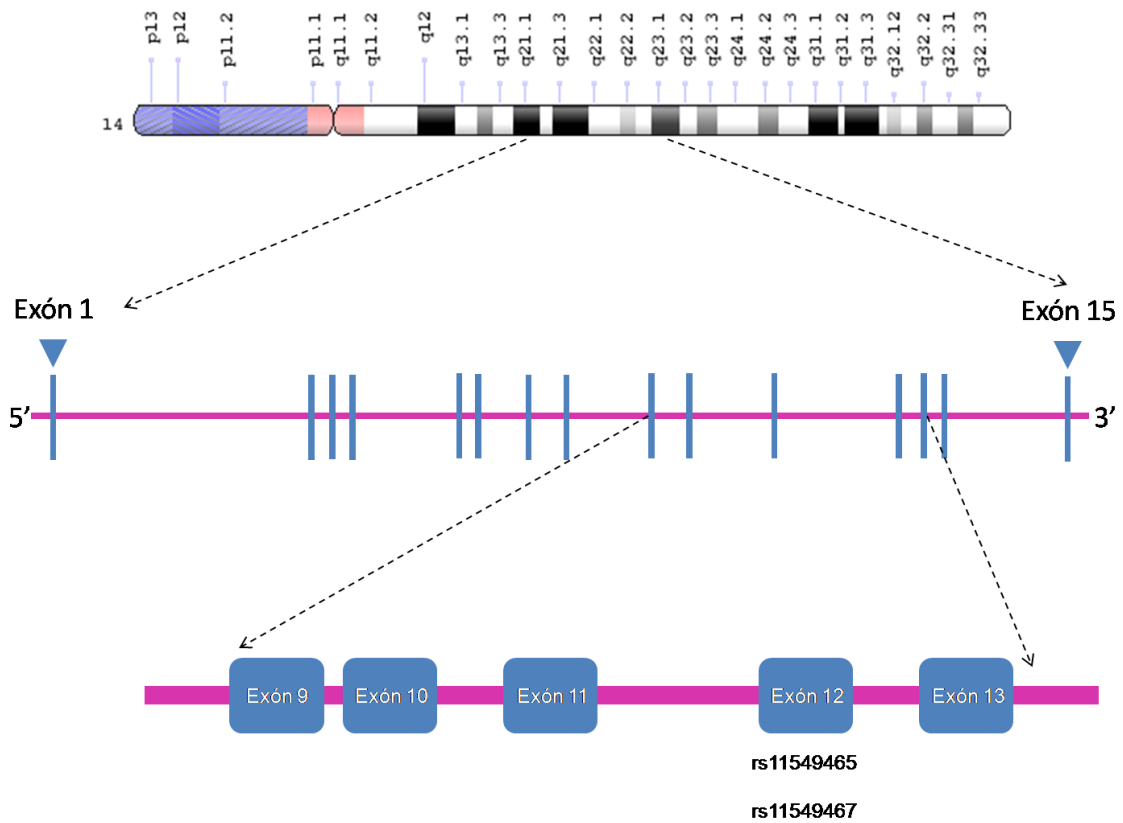 p13 p12 p11.2 p11.1 q11.1 q11.2 q12 q13.1 q13.3 q21.1 q21.3 q22.1 q22.2 q23.1 q23.2 q23.3 q24.1 q24.2 q24.3 q31.1 q31.2 q31.3 q32.12 q32.2 q32.31 q32.33
14
Exón 1
Exón 15
5’ 3’
Exón 9 Exón 10 Exón 11 Exón 12 Exón 13
rs11549465
rs11549467